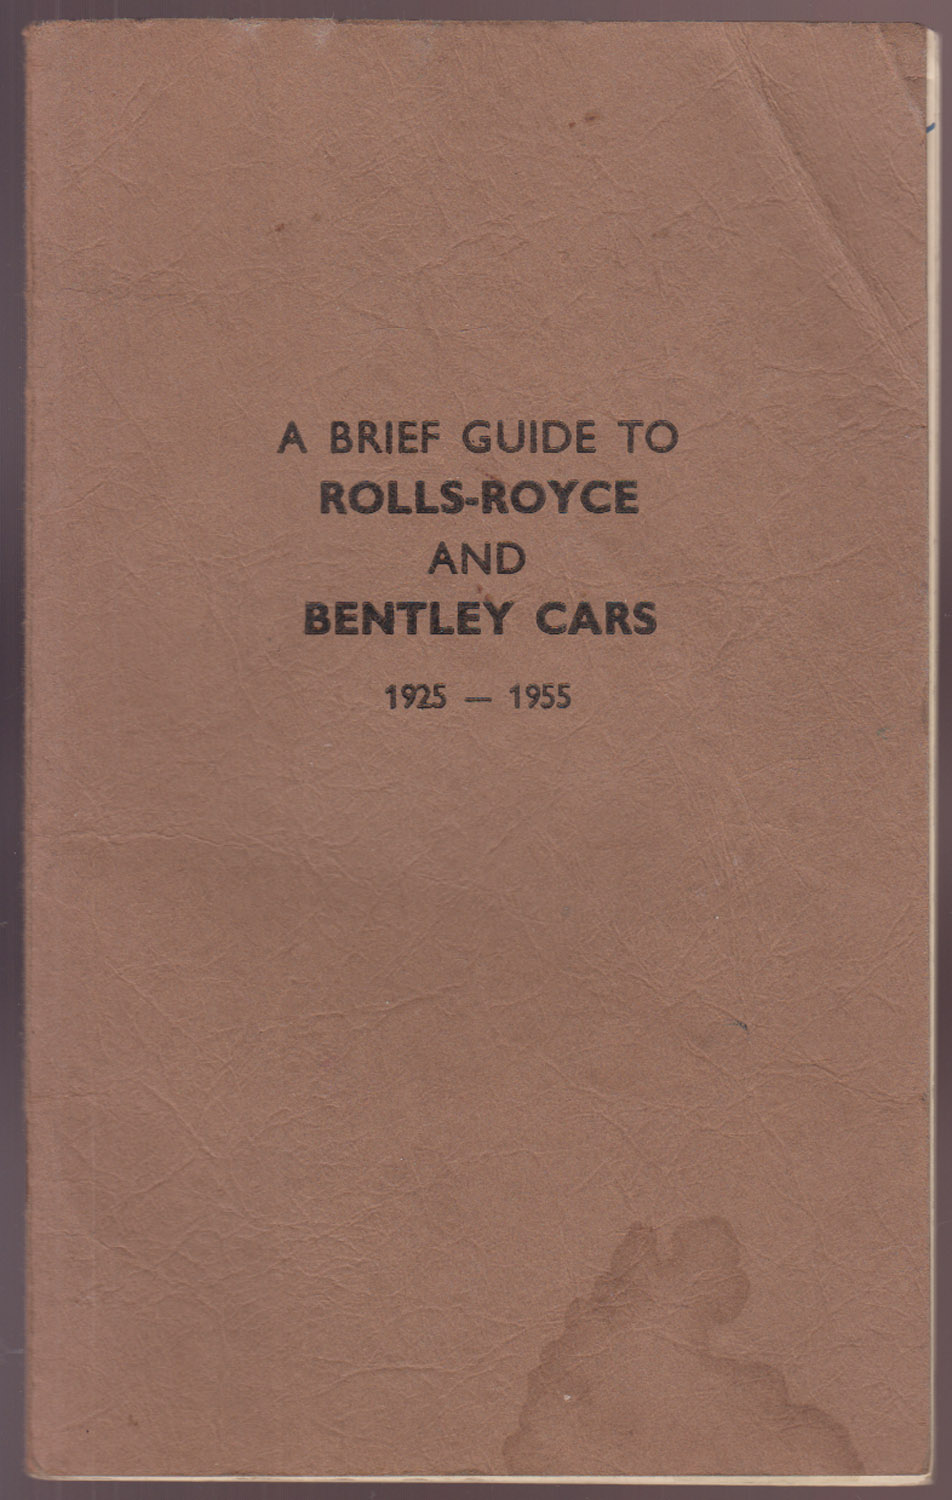 A BRIEF GUIDE TO
ROLLS-ROYCE
AND
BENTLEY CARS
1925 — 1955